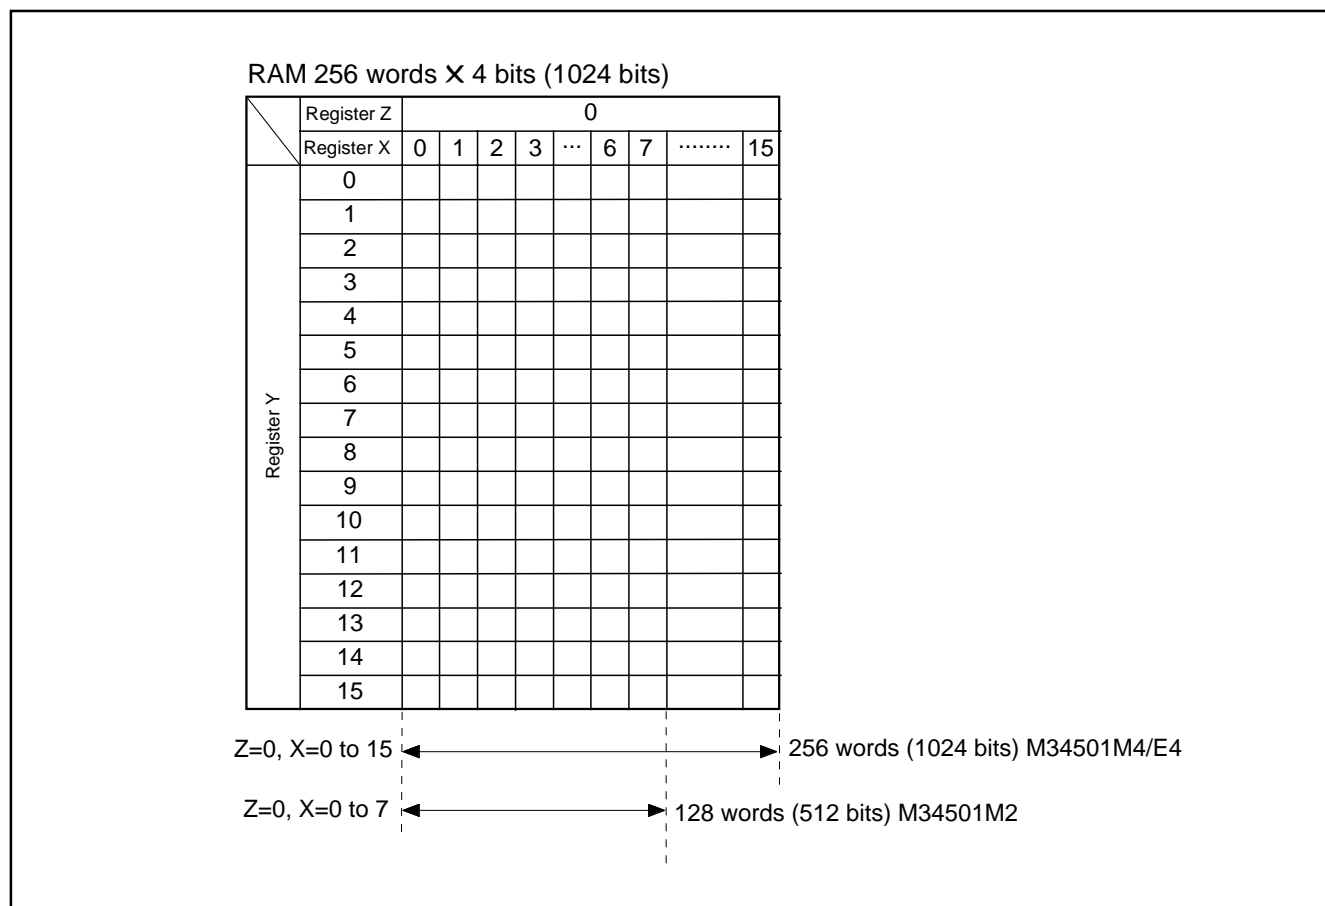 RAM 256 words × 4 bits (1024 bits)
Register Z 0
Register X 0 1 2 3 ... 6 7 ........ 15
Register Y
0
1
2
3
4
5
6
7
8
9
10
11
12
13
14
15
Z=0, X=0 to 15 256 words (1024 bits) M34501M4/E4
Z=0, X=0 to 7 128 words (512 bits) M34501M2